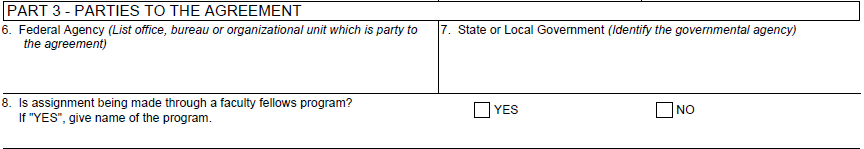 PART 3 - PARTIES TO THE AGREEMENT
6. Federal Agency (List office, bureau or organizational unit which is party to
the agreement)
7. State or Local Government (Identify the governmental agency)
8. Is assignment being made through a faculty fellows program?
If "YES", give name of the program.
YES
NO